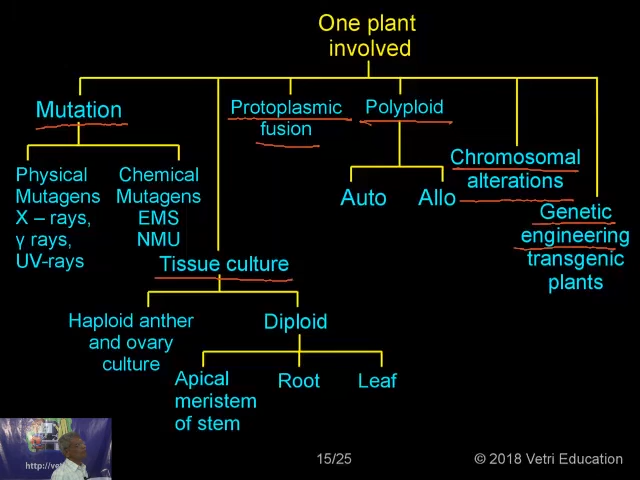 One plant
involved
Mutation
Protoplasmic
fusion
Polyploid
Chromosomal
alterations
Genetic
engineering
transgenic
plants
Physical
Mutagens
X – rays,
γ rays,
UV-rays
Chemical
Mutagens
EMS
NMU
Auto
Allo
Tissue culture
Haploid anther
and ovary
culture
Diploid
Apical
meristem
of stem
Root
Leaf
15/25
© 2018 Vetri Education